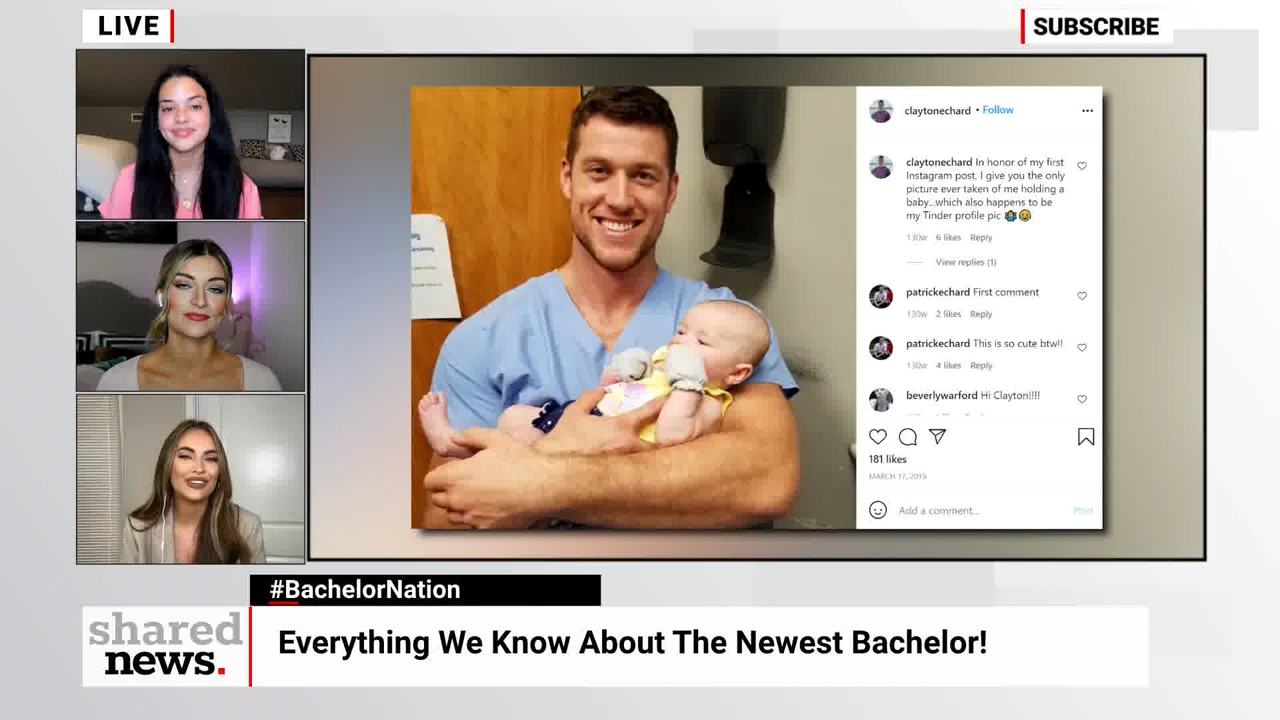 LIVE
SUBSCRIBE
claytonechard • Follow
claytonechard In honor of my first
Instagram post, I give you the only
picture ever taken of me holding a
baby...which also happens to be
my Tinder profile pic
130w 6 likes Reply
View replies (1)
patrickechard First comment
130w 2 likes Reply
patrickechard This is so cute btw!!
130w 4 likes Reply
beverlywarford Hi Clayton!!!!
181 likes
MARCH 17, 2019
Add a comment...
Post
#BachelorNation
shared
news.
Everything We Know About The Newest Bachelor!